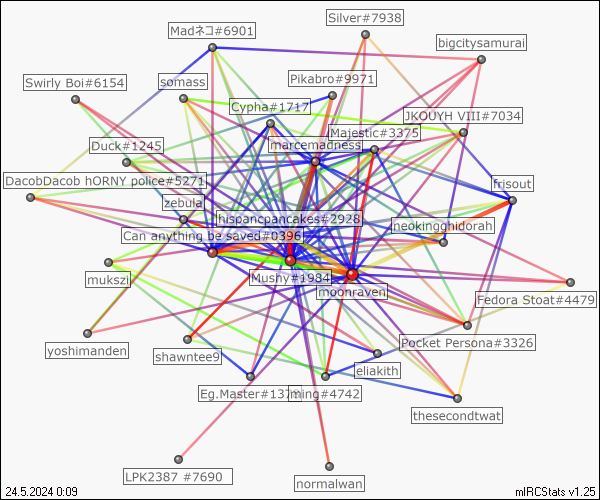 Silver#7938
Madネコ#6901
bigcitysamurai
Swirly Boi#6154
somass
Pikabro#9971
Cypha#1717
JKOUYH VIII#7034
Majestic#3375
Duck#1245
marcemadness
DacobDacob hORNY police#5271
frisout
zebula
hispancpancakes#2928
neokingghidorah
Can anything be saved#0396
mukszi
Mushy#1984
moonraven
Fedora Stoat#4479
yoshimanden
shawntee9
Pocket Persona#3326
eliakith
Eg.Master#137
ming#4742
thesecondtwat
LPK2387 #7690
normalwan
24.5.2024 0:09
mIRCStats v1.25